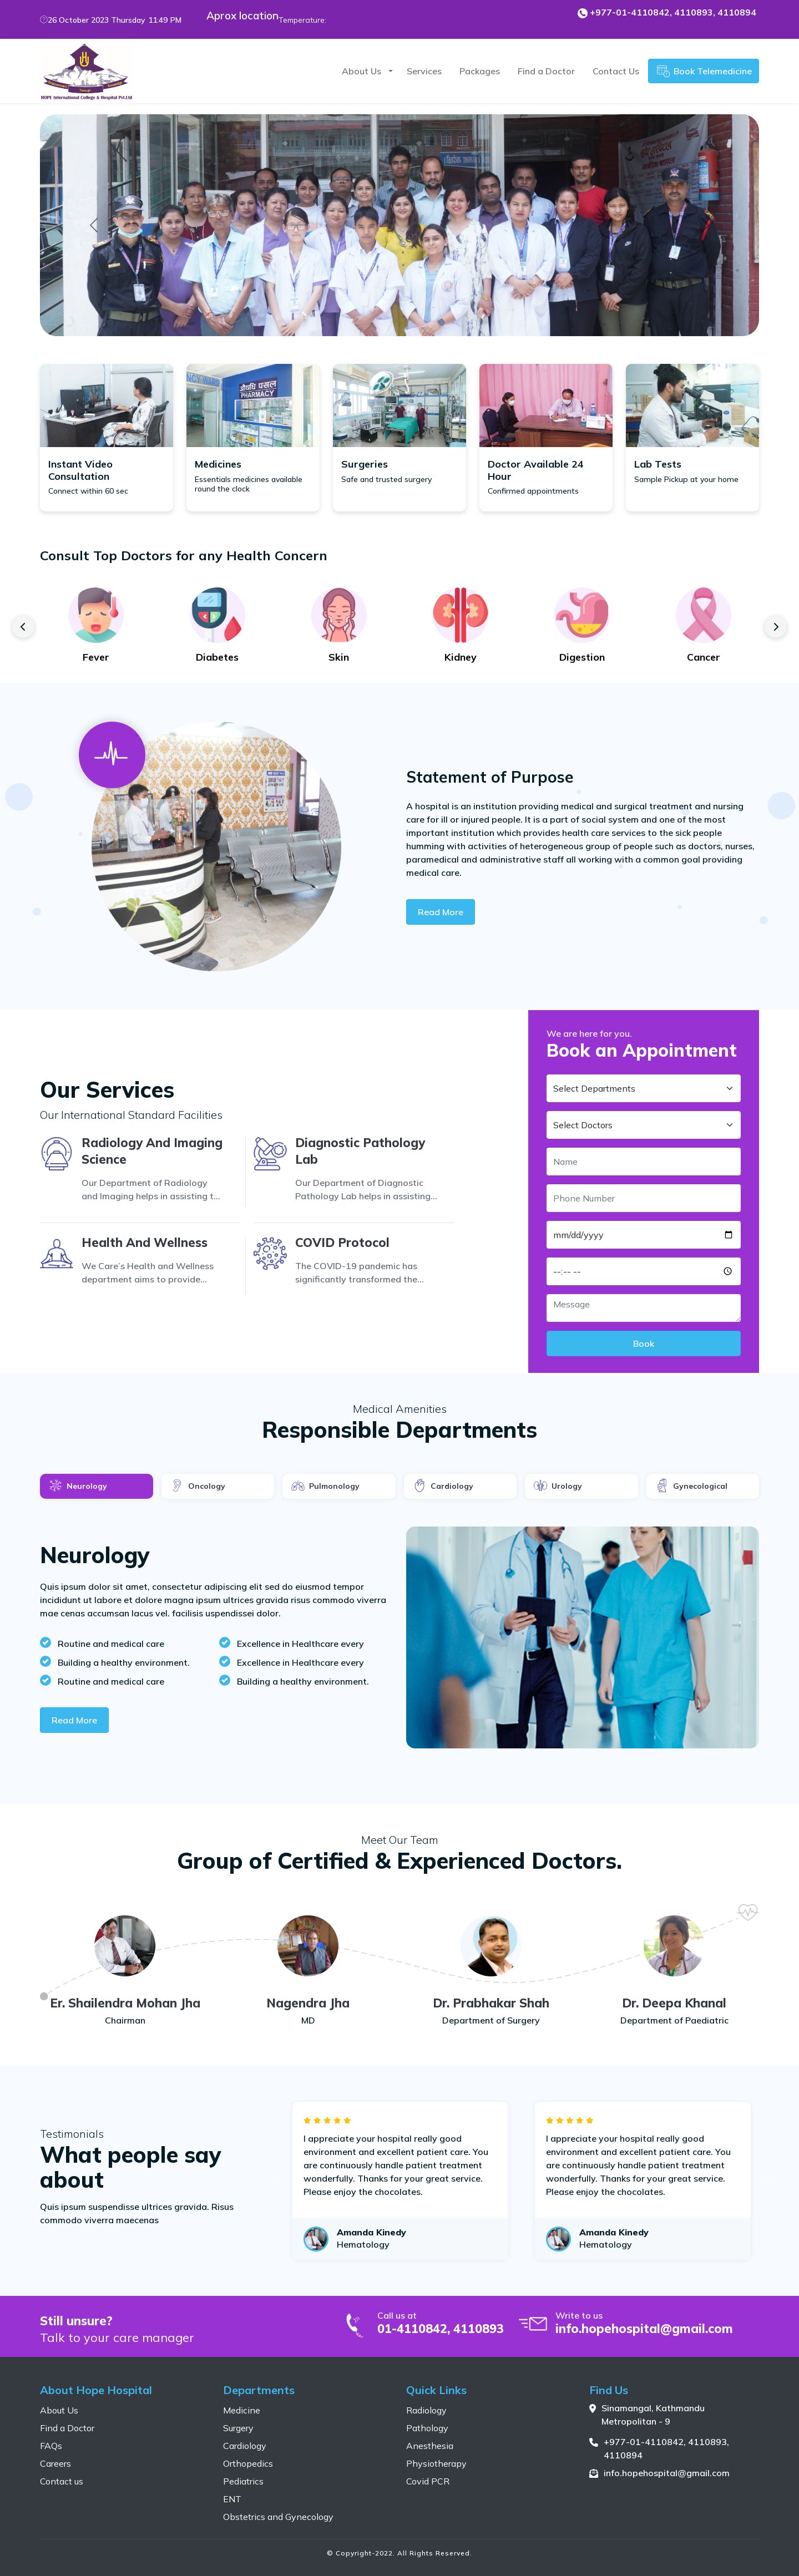 26 October 2023 Thursday 11:49 PM
Aprox location
Temperature:
+977-01-4110842, 4110893, 4110894
HOPE International College & Hospital Pvt.Ltd
About Us
Services
Packages
Find a Doctor
Contact Us
Book Telemedicine
औषधि पसल
PHARMACY
Instant Video
Consultation
Connect within 60 sec
Medicines
Essentials medicines available
round the clock
Surgeries
Safe and trusted surgery
Doctor Available 24
Hour
Confirmed appointments
Lab Tests
Sample Pickup at your home
Consult Top Doctors for any Health Concern
Fever
Diabetes
Skin
Kidney
Digestion
Cancer
Statement of Purpose
A hospital is an institution providing medical and surgical treatment and nursing
care for ill or injured people. It is a part of social system and one of the most
important institution which provides health care services to the sick people
humming with activities of heterogeneous group of people such as doctors, nurses,
paramedical and administrative staff all working with a common goal providing
medical care.
Read More
Our Services
Our International Standard Facilities
Radiology And Imaging
Science
Our Department of Radiology
and Imaging helps in assisting t...
Diagnostic Pathology
Lab
Our Department of Diagnostic
Pathology Lab helps in assisting...
Health And Wellness
We Care's Health and Wellness
department aims to provide...
COVID Protocol
The COVID-19 pandemic has
significantly transformed the...
We are here for you.
Book an Appointment
Select Departments
Select Doctors
Name
Phone Number
mm/dd/yyyy
--:-- --
Message
Book
Medical Amenities
Responsible Departments
Neurology
Oncology
Pulmonology
Cardiology
Urology
Gynecological
Neurology
Quis ipsum dolor sit amet, consectetur adipiscing elit sed do eiusmod tempor
incididunt ut labore et dolore magna ipsum ultrices gravida risus commodo viverra
mae cenas accumsan lacus vel. facilisis uspendissei dolor.
Routine and medical care
Excellence in Healthcare every
Building a healthy environment.
Excellence in Healthcare every
Routine and medical care
Building a healthy environment.
Read More
Meet Our Team
Group of Certified & Experienced Doctors.
Er. Shailendra Mohan Jha
Chairman
Nagendra Jha
MD
Dr. Prabhakar Shah
Department of Surgery
Dr. Deepa Khanal
Department of Paediatric
Testimonials
What people say
about
Quis ipsum suspendisse ultrices gravida. Risus
commodo viverra maecenas
I appreciate your hospital really good
environment and excellent patient care. You
are continuously handle patient treatment
wonderfully. Thanks for your great service.
Please enjoy the chocolates.
Amanda Kinedy
Hematology
I appreciate your hospital really good
environment and excellent patient care. You
are continuously handle patient treatment
wonderfully. Thanks for your great service.
Please enjoy the chocolates.
Amanda Kinedy
Hematology
Still unsure?
Talk to your care manager
Call us at
01-4110842, 4110893
Write to us
info.hopehospital@gmail.com
About Hope Hospital
About Us
Find a Doctor
FAQs
Careers
Contact us
Departments
Medicine
Surgery
Cardiology
Orthopedics
Pediatrics
ENT
Obstetrics and Gynecology
Quick Links
Radiology
Pathology
Anesthesia
Physiotherapy
Covid PCR
Find Us
Sinamangal, Kathmandu
Metropolitan - 9
+977-01-4110842, 4110893,
4110894
info.hopehospital@gmail.com
© Copyright-2022. All Rights Reserved.